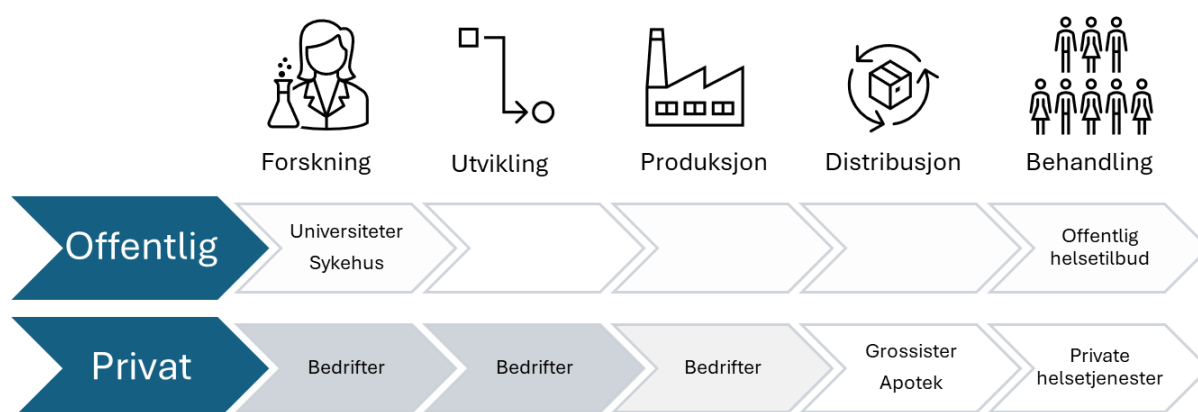 Forskning
Utvikling
Produksjon
Distribusjon
Behandling
Offentlig
Universiteter
Sykehus
Offentlig
helsetilbud
Privat
Bedrifter
Bedrifter
Bedrifter
Grossister
Apotek
Private
helsetjenester